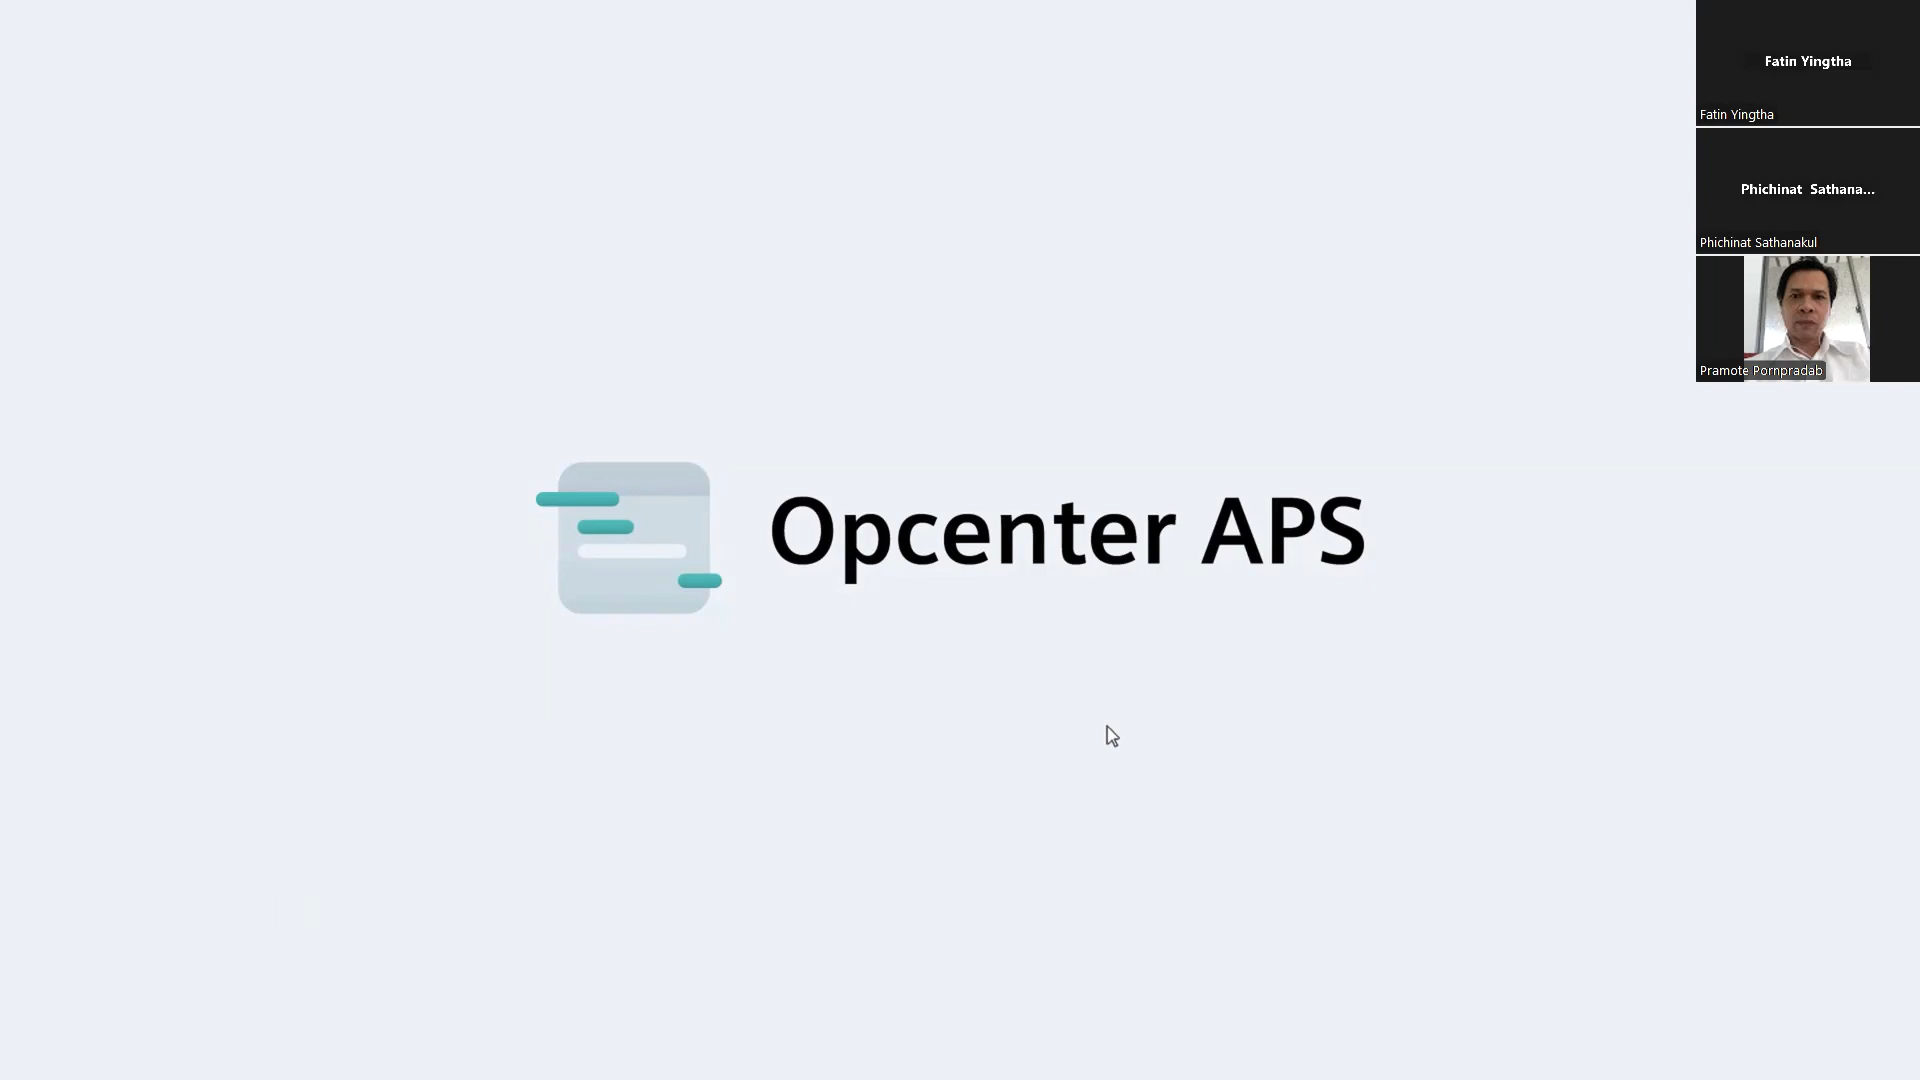 Fatin Yingtha
Fatin Yingtha
Phichinat Sathana...
Phichinat Sathanakul
Pramote Pornpradab
Opcenter APS